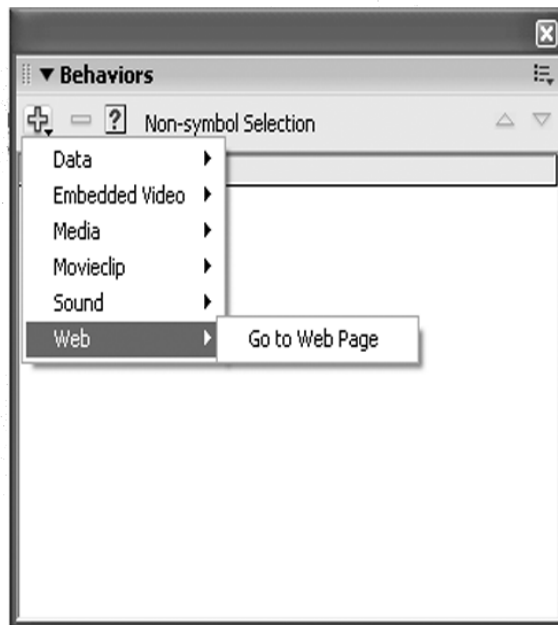 Behaviors
? Non-symbol Selection
Data
Embedded Video
Media
Movieclip
Sound
Web
Go to Web Page